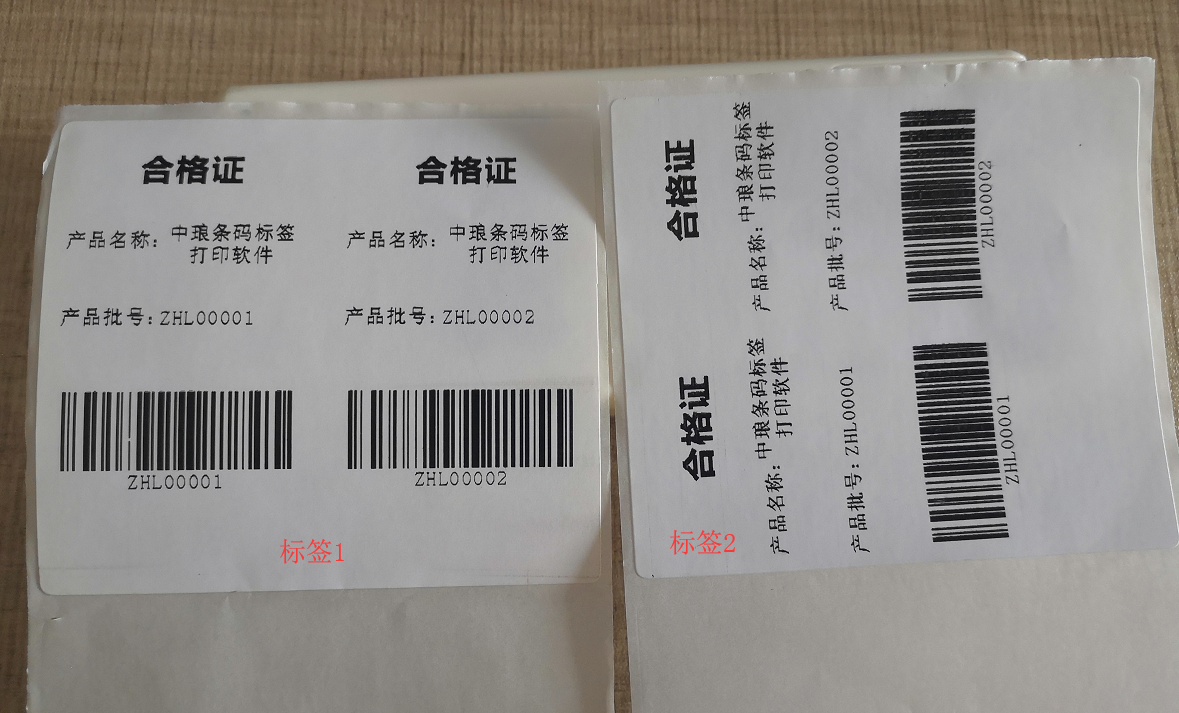 合格证
产品名称: 中琅条码标签
打印软件
产品批号:ZHL00001
ZHL00001
合格证
产品名称: 中琅条码标签
打印软件
产品批号:ZHL00002
ZHL00002
标签1
合格证
产品名称: 中琅条码标签
打印软件
产品批号:ZHL00001
ZHL00001
合格证
产品名称: 中琅条码标签
打印软件
产品批号:ZHL00002
ZHL00002
标签2